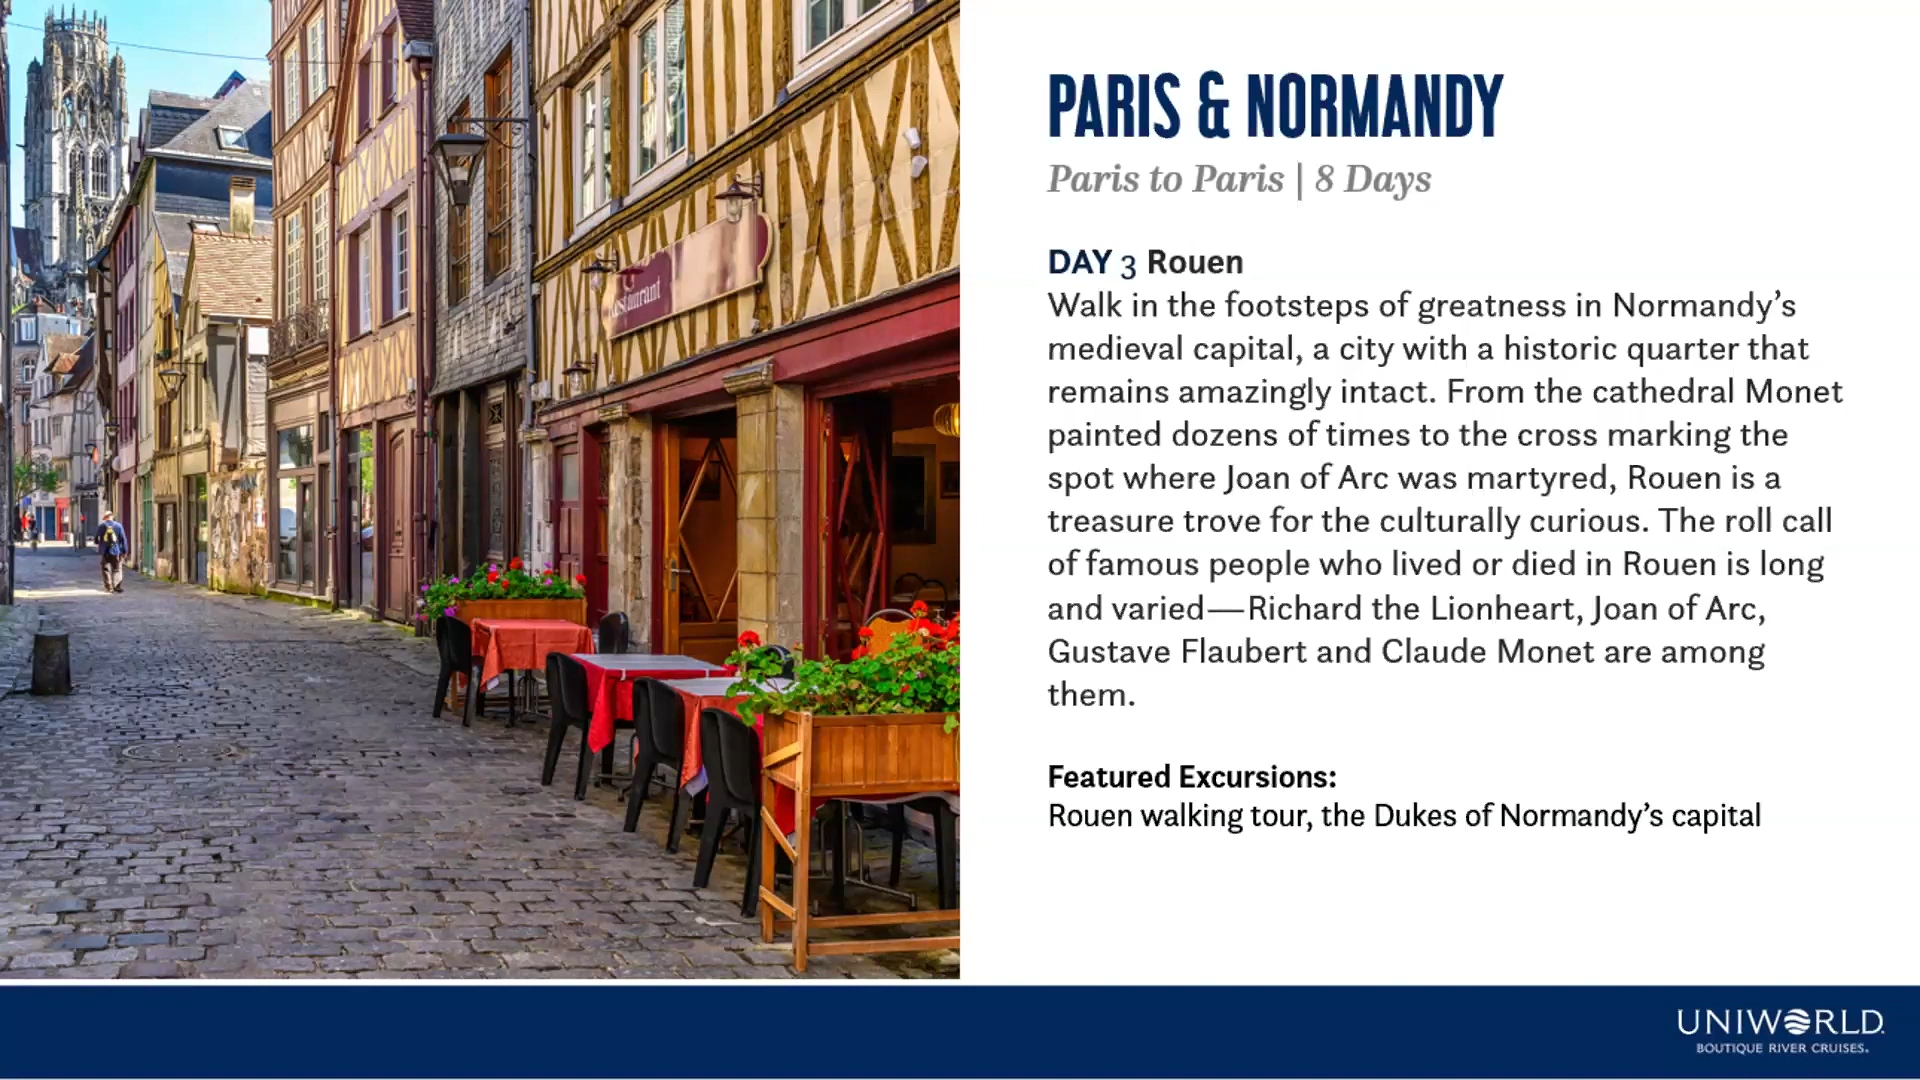 PARIS & NORMANDY
Paris to Paris | 8 Days
DAY 3 Rouen
Walk in the footsteps of greatness in Normandy’s
medieval capital, a city with a historic quarter that
remains amazingly intact. From the cathedral Monet
painted dozens of times to the cross marking the
spot where Joan of Arc was martyred, Rouen is a
treasure trove for the culturally curious. The roll call
of famous people who lived or died in Rouen is long
and varied—Richard the Lionheart, Joan of Arc,
Gustave Flaubert and Claude Monet are among
them.
Featured Excursions:
Rouen walking tour, the Dukes of Normandy’s capital
Restaurant
UNIWORLD
BOUTIQUE RIVER CRUISES.